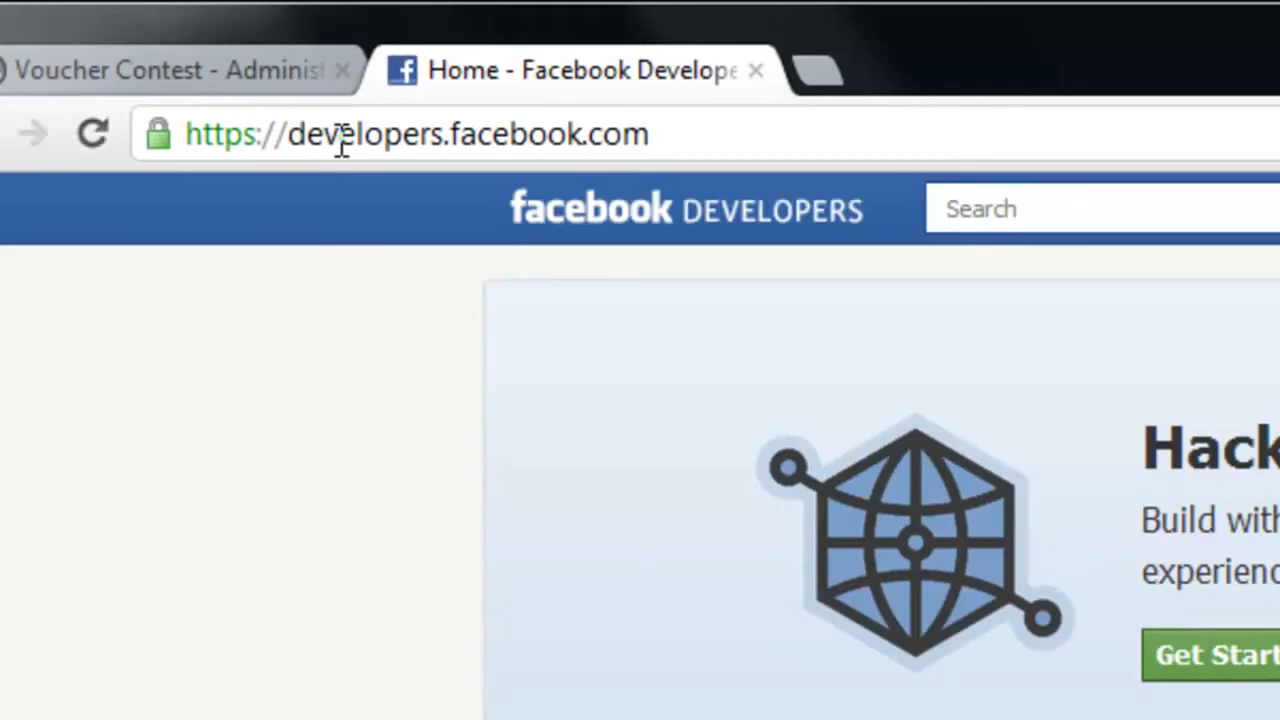 Voucher Contest - Adminis
Home - Facebook Develope
https://developers.facebook.com
facebook DEVELOPERS
Search
Hack
Build with
experienc
Get Start